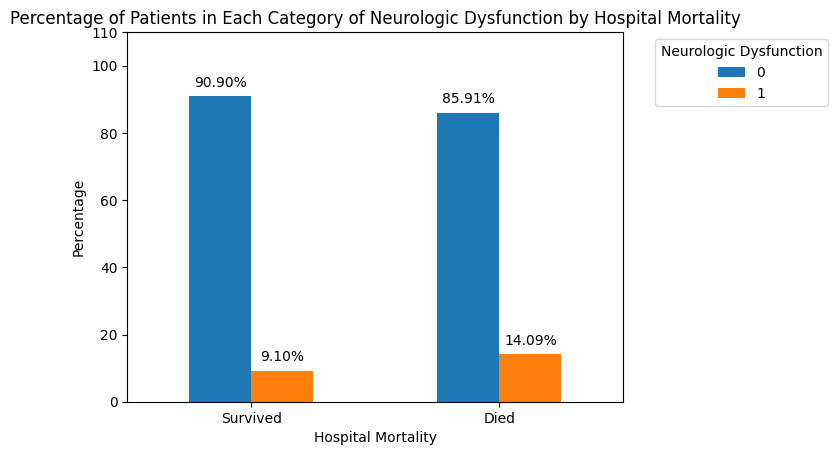 Percentage of Patients in Each Category of Neurologic Dysfunction by Hospital Mortality
Neurologic Dysfunction
0
1
110
100
80
60
40
20
0
Percentage
90.90%
9.10%
85.91%
14.09%
Survived
Died
Hospital Mortality